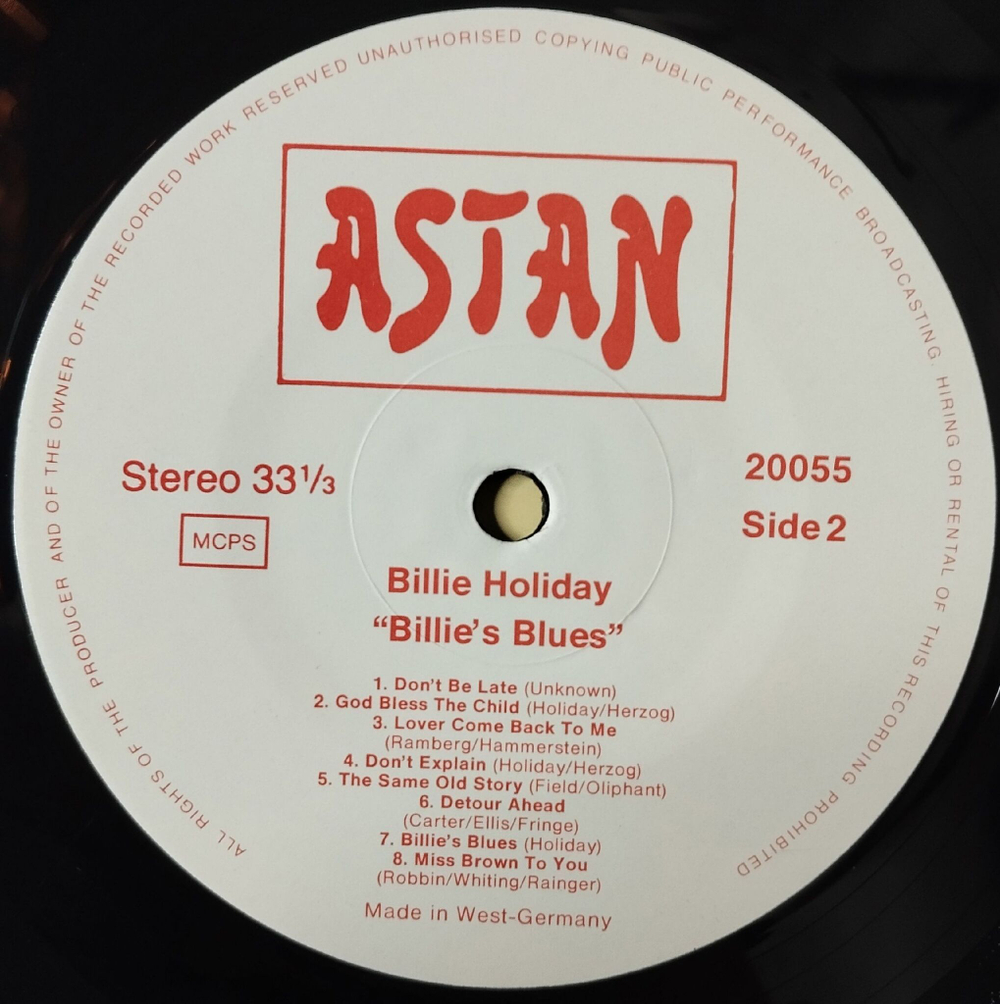 ALL RIGHTS OF THE PRODUCER AND OF THE OWNER OF THE RECORDED WORK RESERVED UNAUTHORISED COPYING PUBLIC PERFORMANCE BROADCASTING. HIRING OR RENTAL OF THIS RECORDING PROHIBITED
ASTAN
Stereo 33⅓
MCPS
20055
Side 2
Billie Holiday
“Billie’s Blues”
1. Don’t Be Late (Unknown)
2. God Bless The Child (Holiday/Herzog)
3. Lover Come Back To Me
(Ramberg/Hammerstein)
4. Don’t Explain (Holiday/Herzog)
5. The Same Old Story (Field/Oliphant)
6. Detour Ahead
(Carter/Ellis/Fringe)
7. Billie’s Blues (Holiday)
8. Miss Brown To You
(Robbin/Whiting/Rainger)
Made in West-Germany